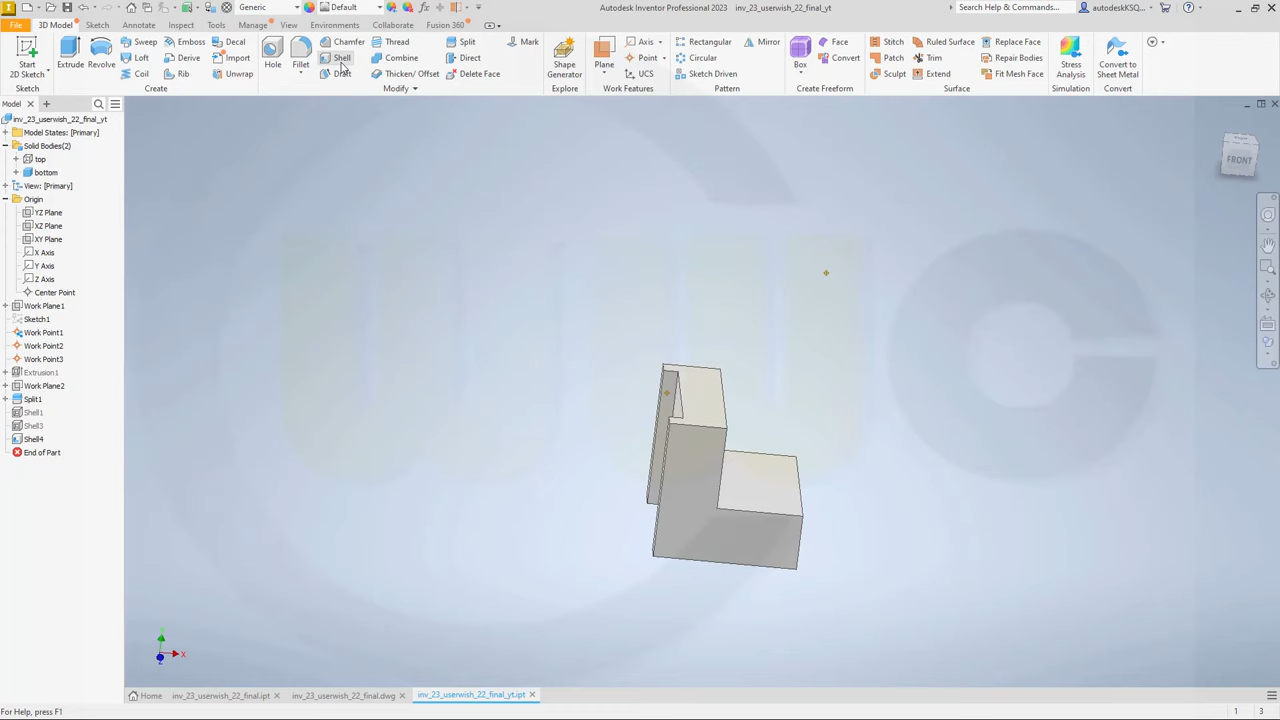 Generic
Default
Autodesk Inventor Professional 2023 inv_23_userwish_22_final_yt
Search Help & Commands...
autodeskKSQ...
File 3D Model Sketch Annotate Inspect Tools Manage View Environments Collaborate Fusion 360
Start
2D Sketch
Extrude
Revolve
Sweep Emboss Decal
Loft Derive Import
Coil Rib Unwrap
Hole
Fillet
Chamfer Thread Split Mark
Shell Combine Direct
Thicken/ Offset Delete Face
Shape
Generator
Plane
Axis
Point
UCS
Rectangular Mirror
Circular
Sketch Driven
Box
Face
Convert
Stitch Ruled Surface Replace Face
Patch Trim Repair Bodies
Sculpt Extend Fit Mesh Face
Stress
Analysis
Convert to
Sheet Metal
Sketch Create Modify Explore Work Features Pattern Create Freeform Surface Simulation Convert
Model
inv_23_userwish_22_final_yt
Model States: [Primary]
Solid Bodies(2)
top
bottom
View: [Primary]
Origin
YZ Plane
XZ Plane
XY Plane
X Axis
Y Axis
Z Axis
Center Point
Work Plane1
Sketch1
Work Point1
Work Point2
Work Point3
Extrusion1
Work Plane2
Split1
Shell1
Shell3
Shell4
End of Part
FRONT
X
Home inv_23_userwish_22_final.ipt inv_23_userwish_22_final.dwg inv_23_userwish_22_final_yt.ipt
For Help, press F1
1 3